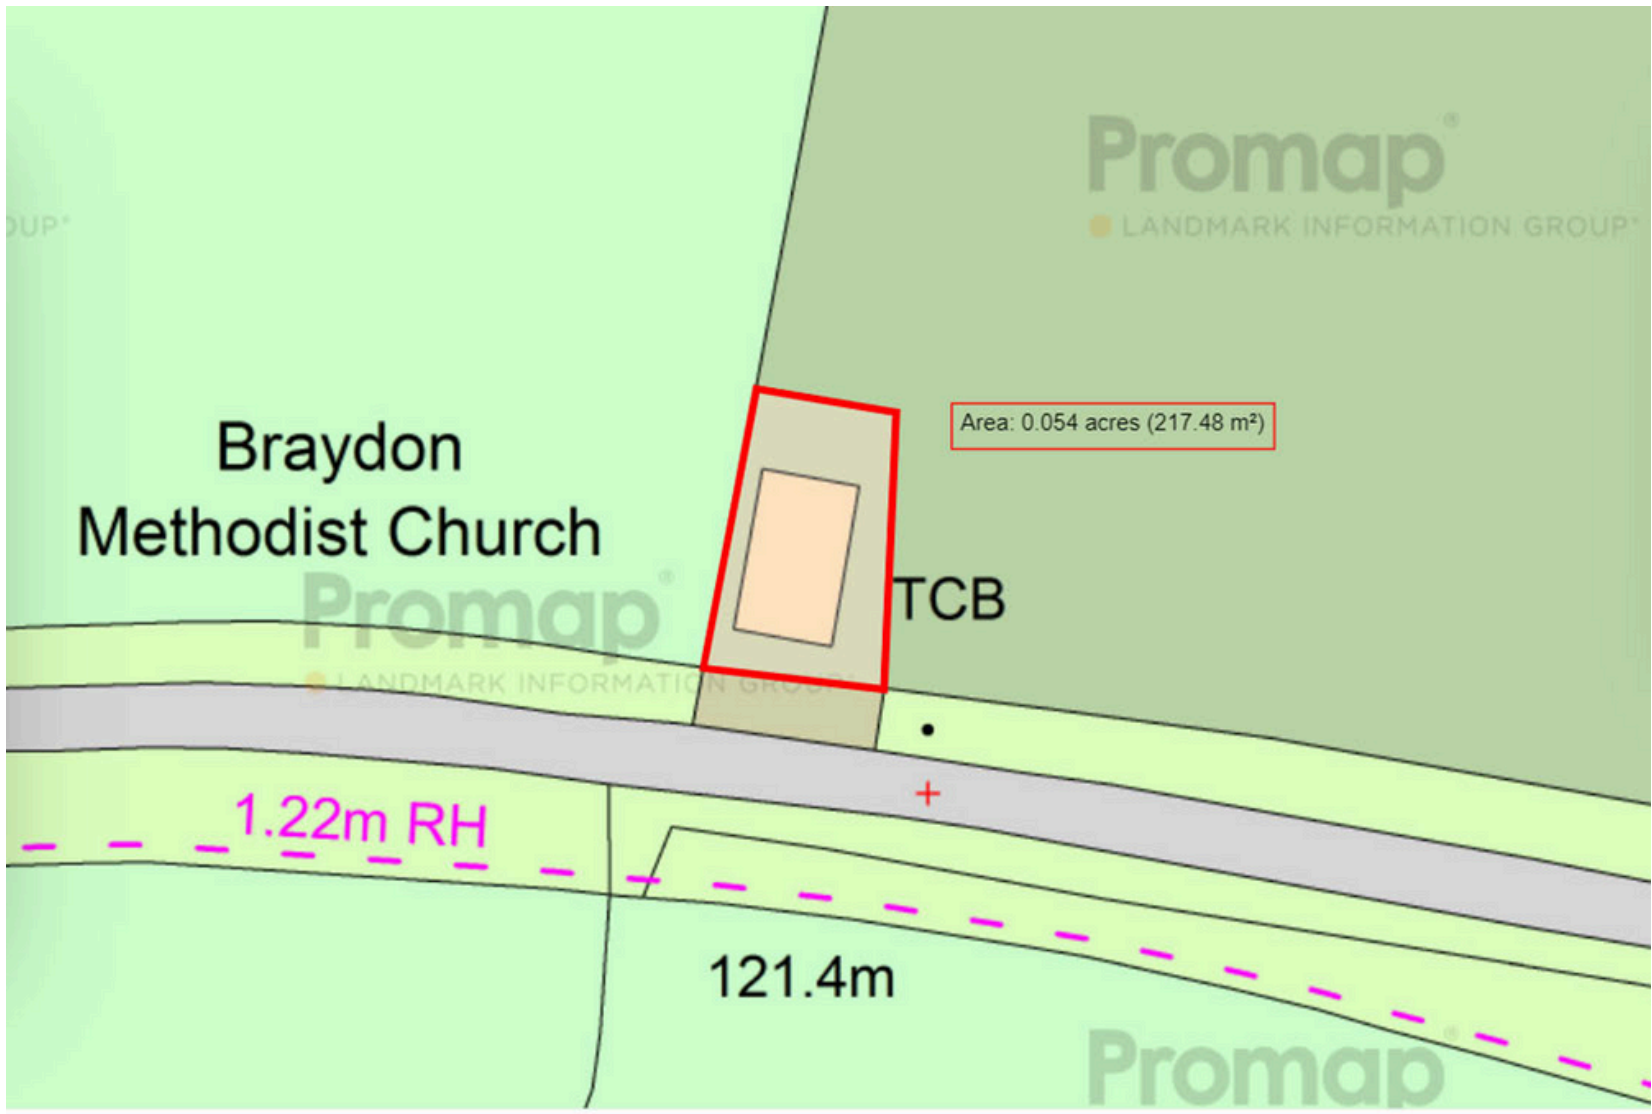 Promap®
LANDMARK INFORMATION GROUP®
OUP®
Area: 0.054 acres (217.48 m²)
Braydon
Methodist Church
TCB
Promap®
LANDMARK INFORMATION GROUP®
1.22m RH
121.4m
Promap®